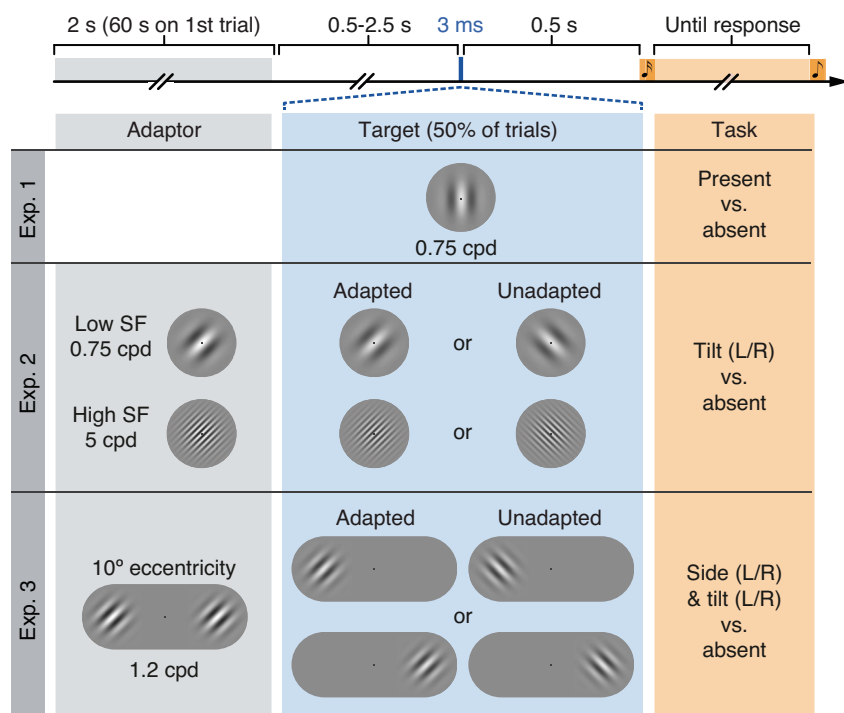 2 s (60 s on 1st trial) 0.5-2.5 s 3 ms 0.5 s Until response
Adaptor Target (50% of trials) Task
Exp. 1
0.75 cpd
Present
vs.
absent
Exp. 2
Low SF
0.75 cpd
High SF
5 cpd
Adapted Unadapted
or
or
Tilt (L/R)
vs.
absent
Exp. 3
10º eccentricity
1.2 cpd
Adapted Unadapted
or
Side (L/R)
& tilt (L/R)
vs.
absent